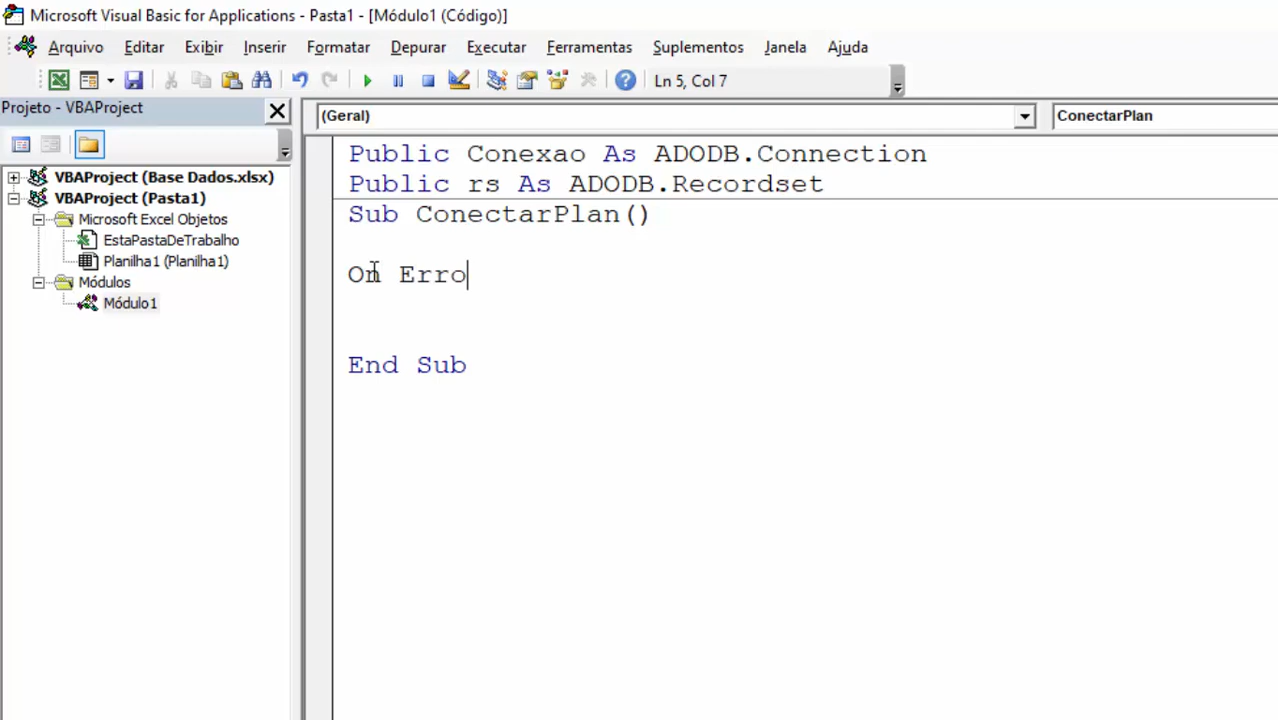 Microsoft Visual Basic for Applications - Pasta1 - [Módulo1 (Código)]
Arquivo Editar Exibir Inserir Formatar Depurar Executar Ferramentas Suplementos Janela Ajuda
Ln 5, Col 7
Projeto - VBAProject
(Geral) ConectarPlan
VBAProject (Base Dados.xlsx)
VBAProject (Pasta1)
Microsoft Excel Objetos
EstaPastaDeTrabalho
Planilha1 (Planilha1)
Módulos
Módulo1
Public Conexao As ADODB.Connection
Public rs As ADODB.Recordset
Sub ConectarPlan()
On Erro
End Sub